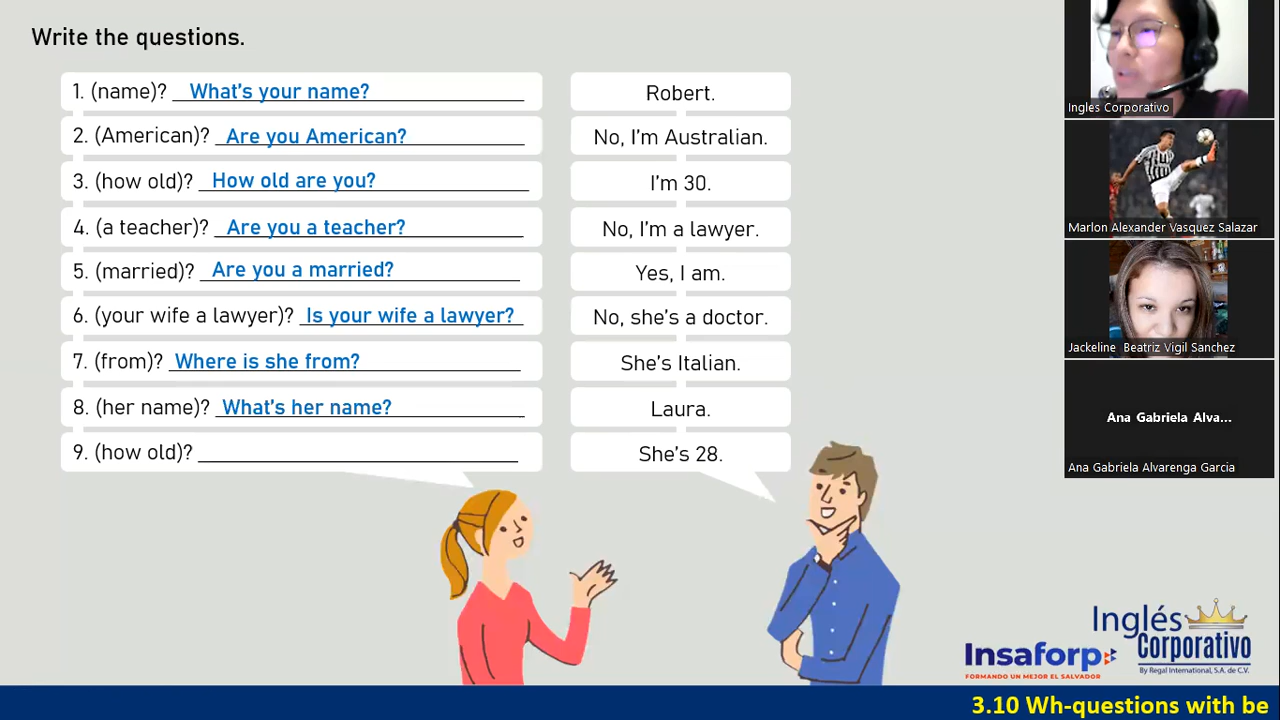 Write the questions.
1. (name)? What's your name? Robert.
2. (American)? Are you American? No, I'm Australian.
3. (how old)? How old are you? I'm 30.
4. (a teacher)? Are you a teacher? No, I'm a lawyer.
5. (married)? Are you a married? Yes, I am.
6. (your wife a lawyer)? Is your wife a lawyer? No, she's a doctor.
7. (from)? Where is she from? She's Italian.
8. (her name)? What's her name? Laura.
9. (how old)? She's 28.
Ingles Corporativo
Marlon Alexander Vasquez Salazar
Jackeline Beatriz Vigil Sanchez
Ana Gabriela Alva...
Ana Gabriela Alvarenga Garcia
Insaforp
FORMANDO UN MEJOR EL SALVADOR
Inglés
Corporativo
By Regal International, S.A. de C.V.
3.10 Wh-questions with be